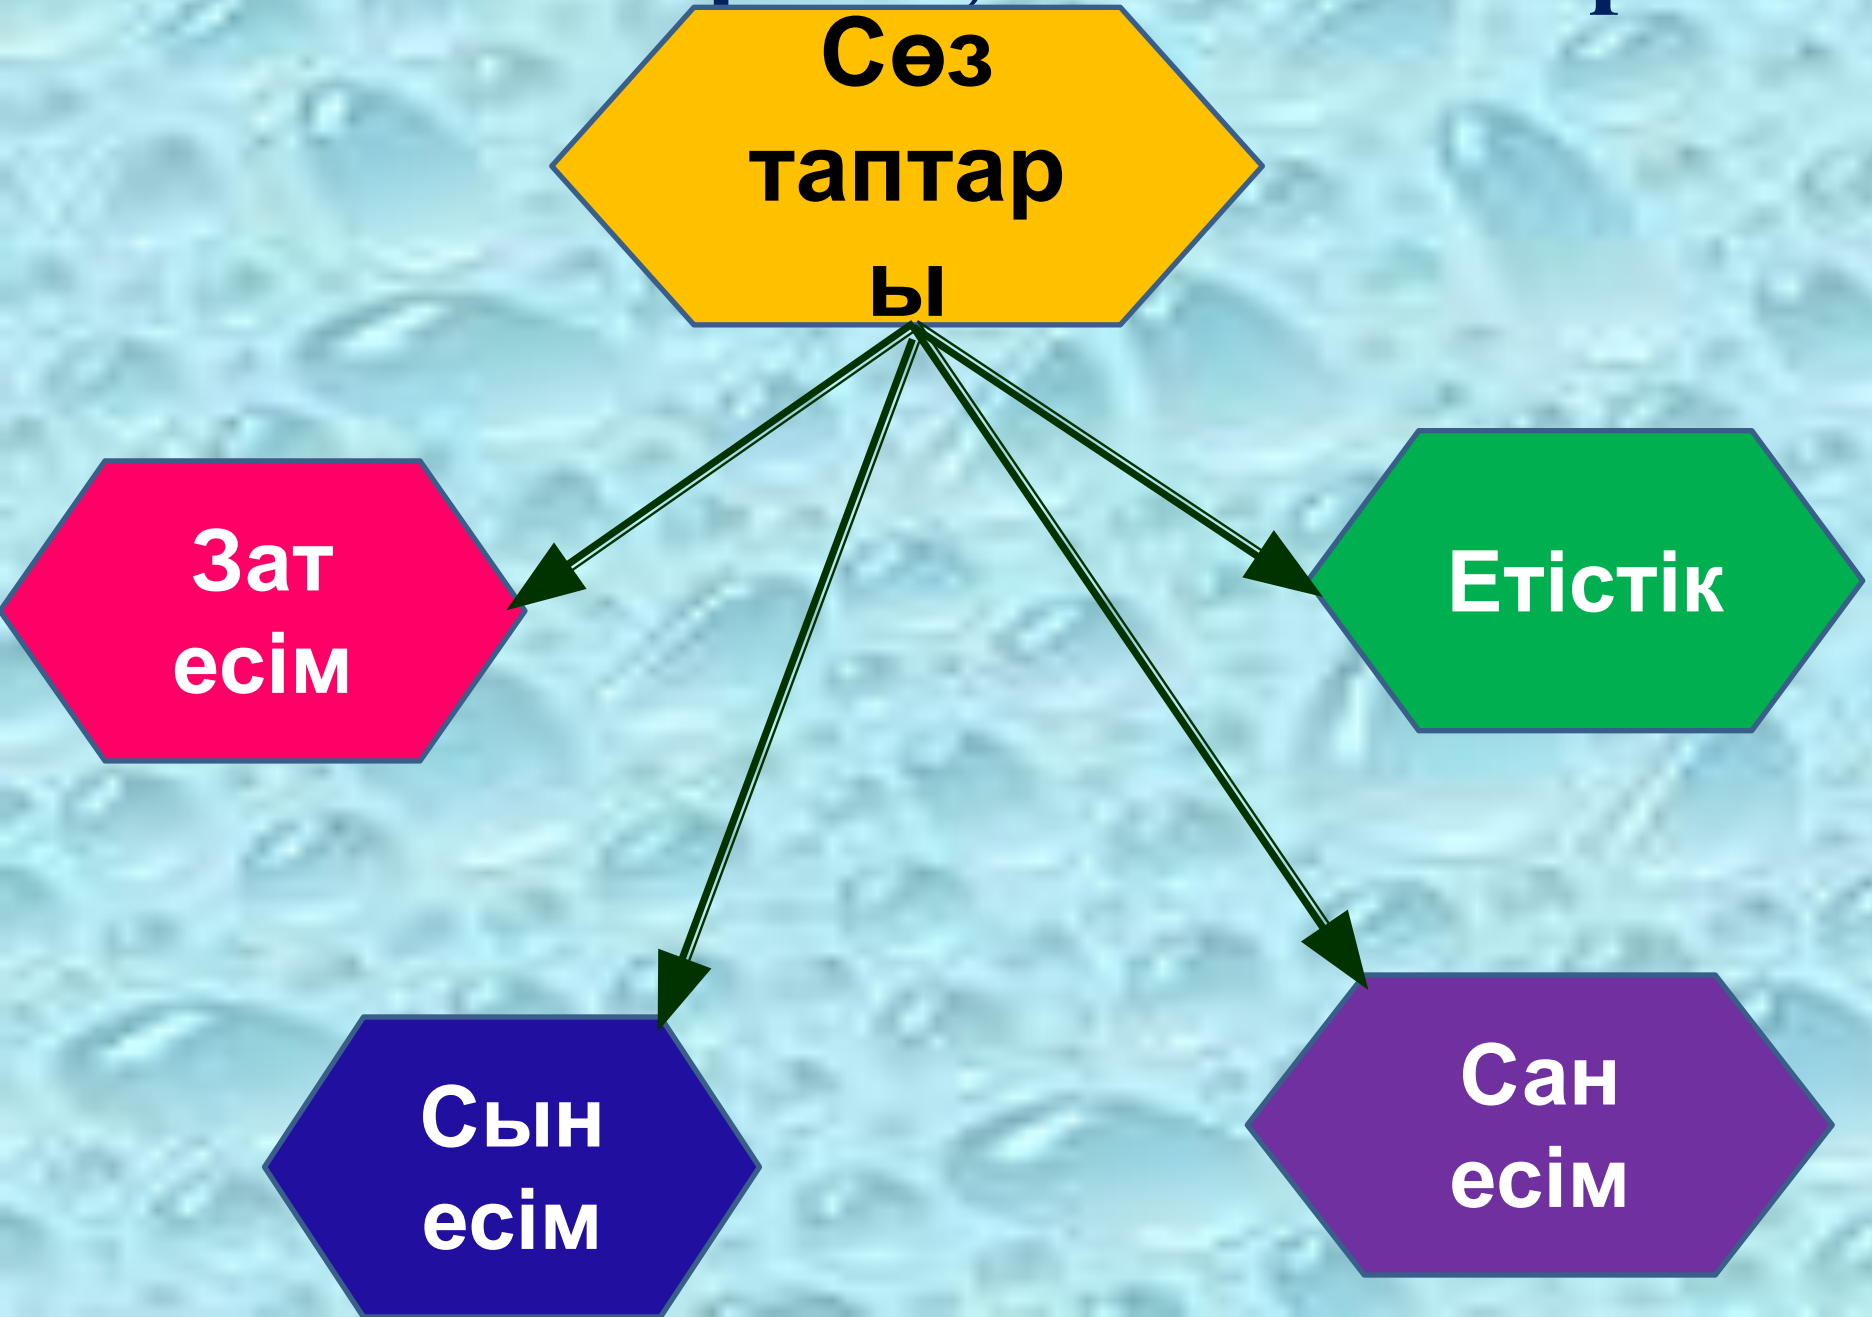 Сөз
таптар
ы
Зат
есім
Етістік
Сын
есім
Сан
есім